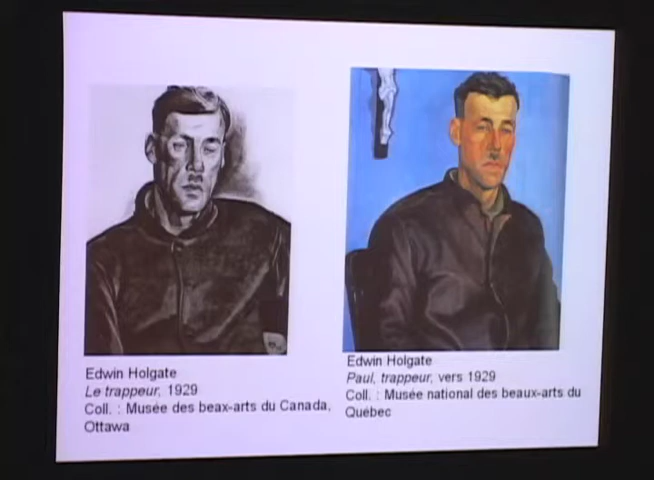 Edwin Holgate
Le trappeur, 1929
Coll. : Musée des beax-arts du Canada,
Ottawa
Edwin Holgate
Paul, trappeur, vers 1929
Coll. : Musée national des beaux-arts du
Québec